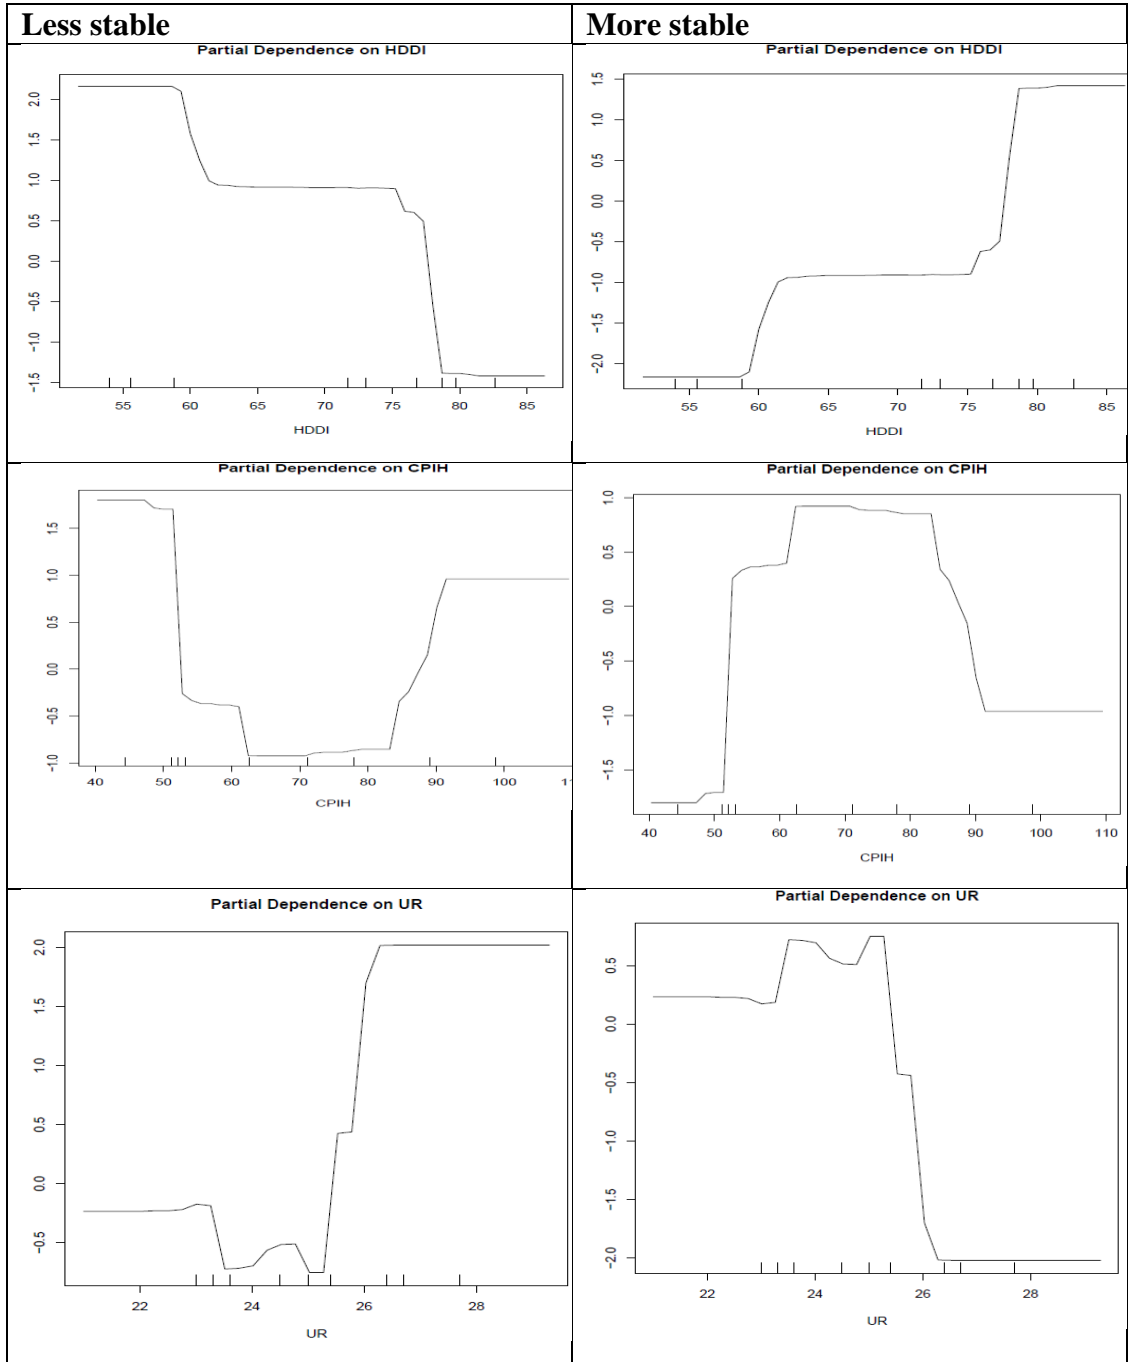 Less stable
More stable
Partial Dependence on HDDI
2.0
1.5
1.0
0.5
0.0
−0.5
−1.0
−1.5
55 60 65 70 75 80 85
HDDI
Partial Dependence on HDDI
1.5
1.0
0.5
0.0
−0.5
−1.0
−1.5
−2.0
55 60 65 70 75 80 85
HDDI
Partial Dependence on CPIH
1.5
1.0
0.5
0.0
−0.5
−1.0
40 50 60 70 80 90 100
CPIH
Partial Dependence on CPIH
1.0
0.5
0.0
−0.5
−1.0
−1.5
40 50 60 70 80 90 100 110
CPIH
Partial Dependence on UR
2.0
1.5
1.0
0.5
0.0
−0.5
22 24 26 28
UR
Partial Dependence on UR
0.5
0.0
−0.5
−1.0
−1.5
−2.0
22 24 26 28
UR